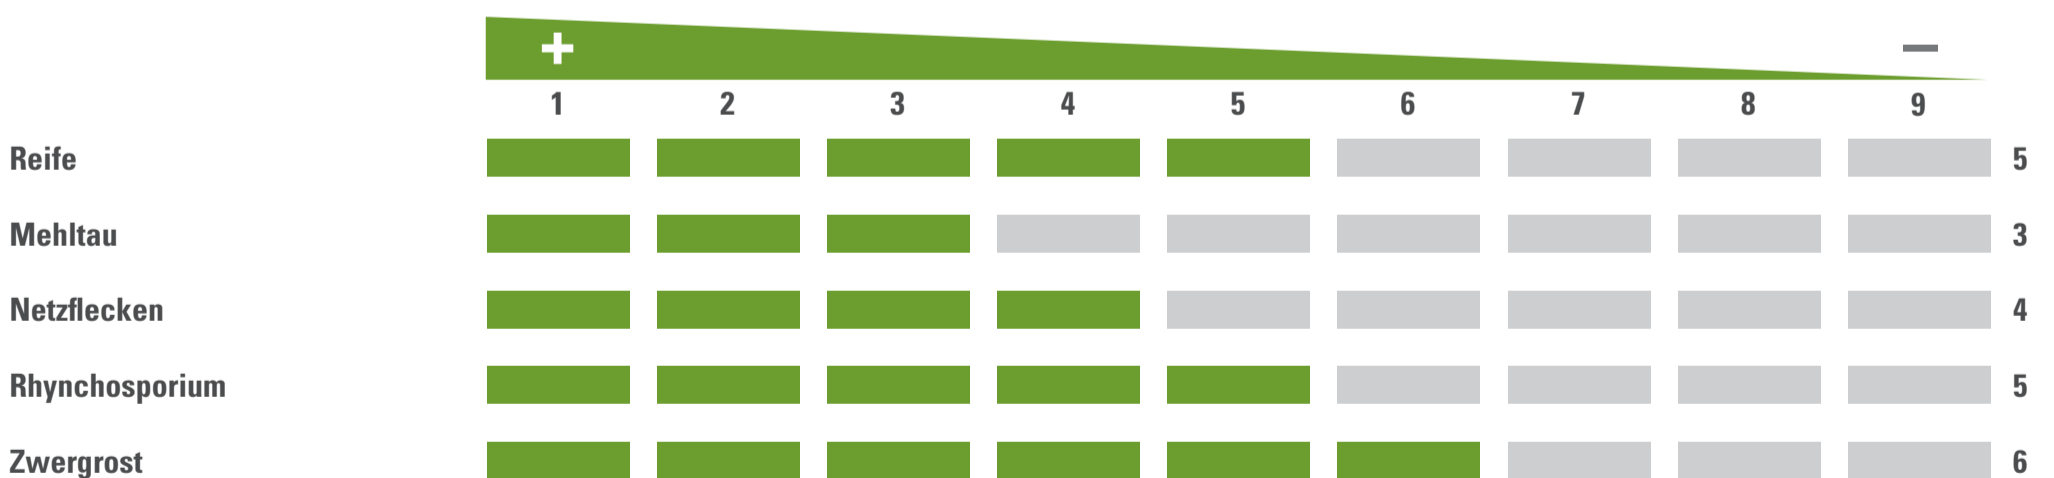 + −
1 2 3 4 5 6 7 8 9
Reife 5
Mehltau 3
Netzflecken 4
Rhynchosporium 5
Zwergrost 6